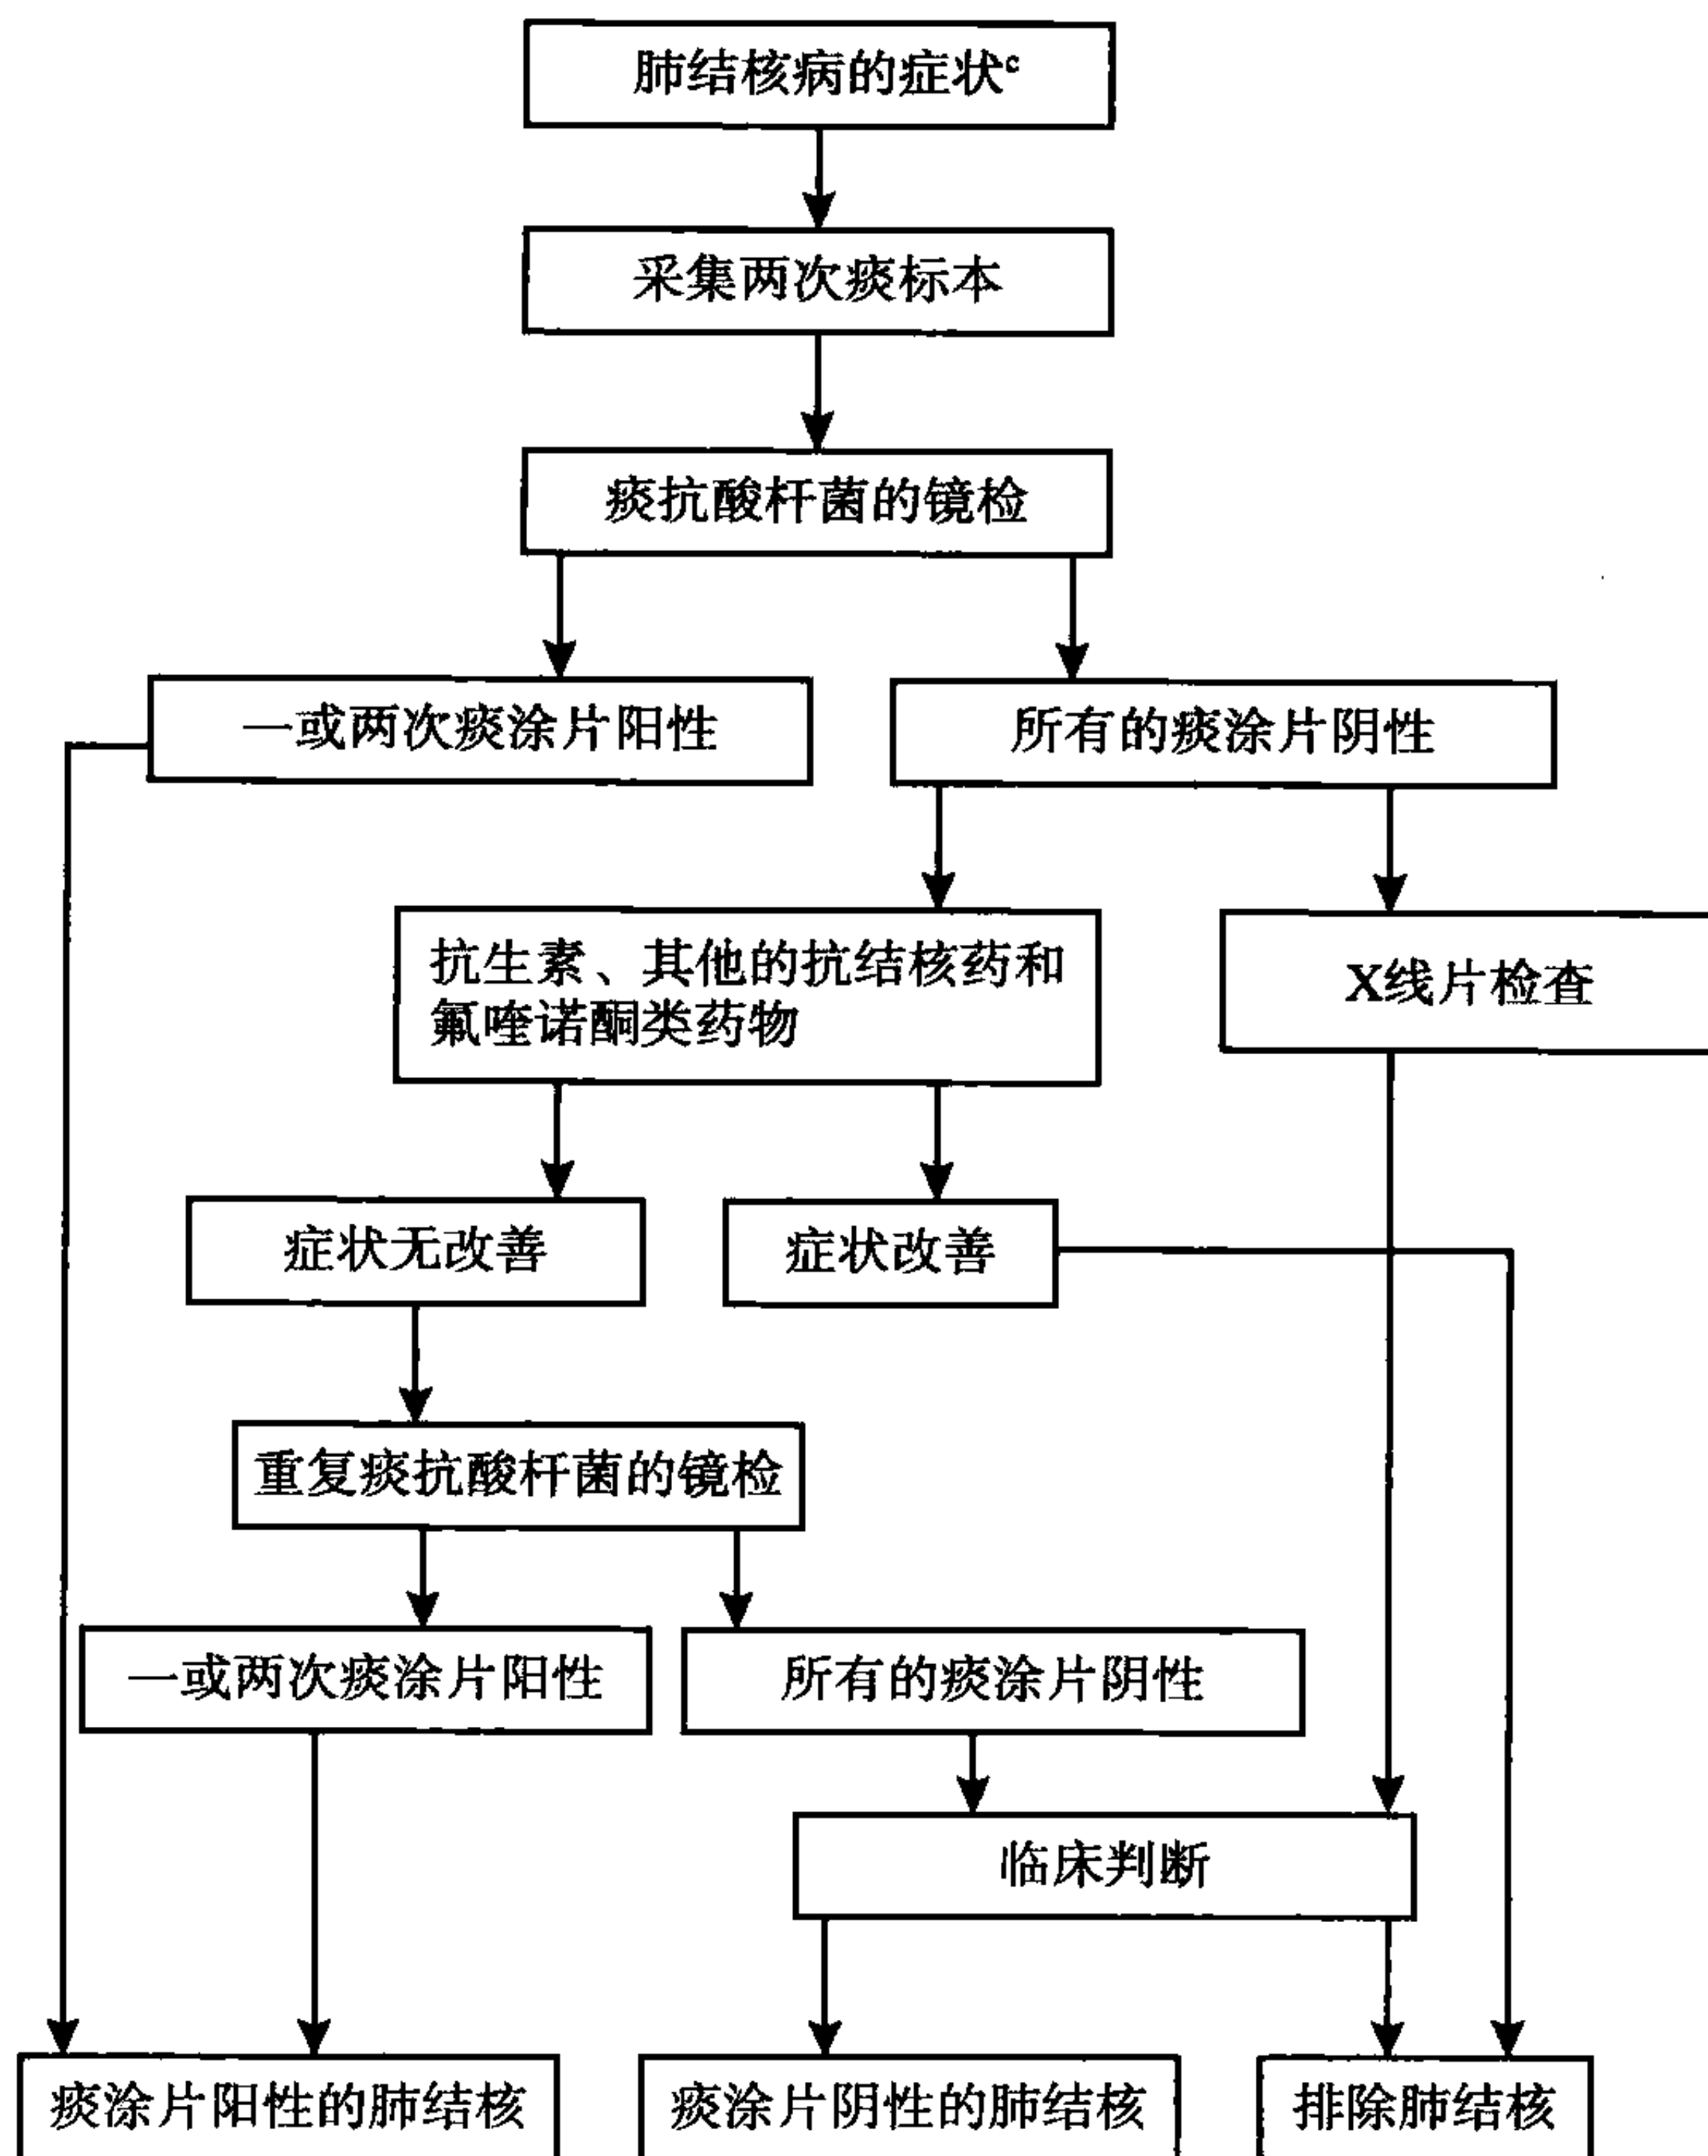 肺结核病的症状c
采集两次痰标本
痰抗酸杆菌的镜检
一或两次痰涂片阳性
所有的痰涂片阴性
抗生素、其他的抗结核药和
氟喹诺酮类药物
X线片检查
症状无改善
症状改善
重复痰抗酸杆菌的镜检
一或两次痰涂片阳性
所有的痰涂片阴性
临床判断
痰涂片阳性的肺结核
痰涂片阴性的肺结核
排除肺结核